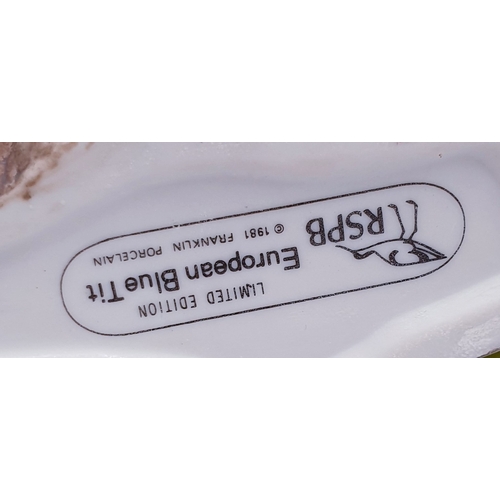 RSPB
LIMITED EDITION
European Blue Tit
© 1981 FRANKLIN PORCELAIN